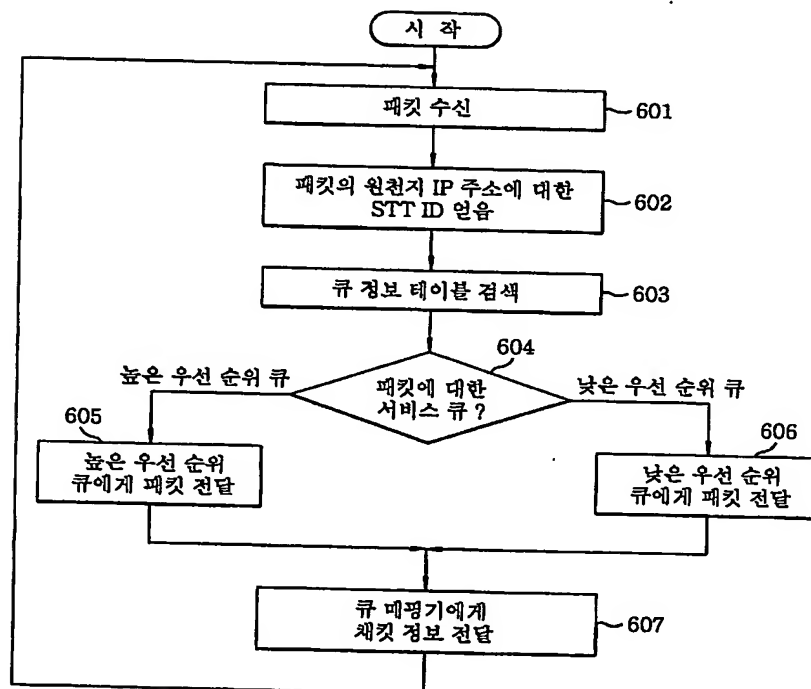 시 작
패킷 수신
601
패킷의 원천지 IP 주소에 대한
STT ID 얻음
602
큐 정보 테이블 검색
603
604
높은 우선 순위 큐
패킷에 대한
서비스 큐 ?
낮은 우선 순위 큐
605
높은 우선 순위
큐에게 패킷 전달
606
낮은 우선 순위
큐에게 패킷 전달
큐 매핑기에게
채킷 정보 전달
607